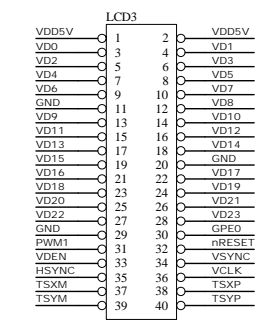 LCD3
VDD5V 1 2 VDD5V
VD0 3 4 VD1
VD2 5 6 VD3
VD4 7 8 VD5
VD6 9 10 VD7
GND 11 12 VD8
VD9 13 14 VD10
VD11 15 16 VD12
VD13 17 18 VD14
VD15 19 20 GND
VD16 21 22 VD17
VD18 23 24 VD19
VD20 25 26 VD21
VD22 27 28 VD23
GND 29 30 GPE0
PWM1 31 32 nRESET
VDEN 33 34 VSYNC
HSYNC 35 36 VCLK
TSXM 37 38 TSXP
TSYM 39 40 TSYP